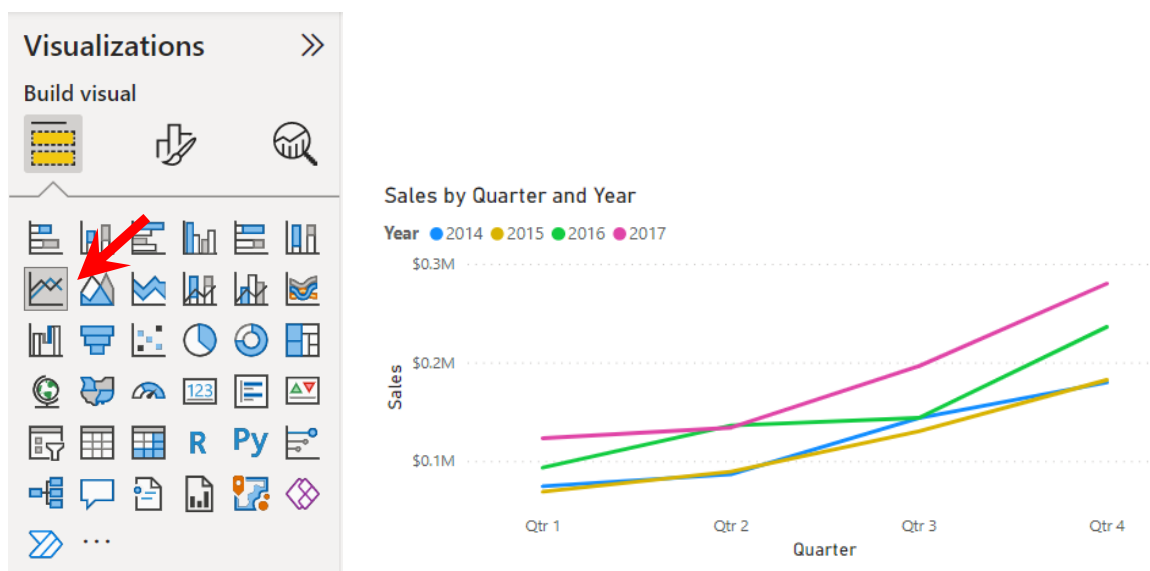 Visualizations
Build visual
123
R
Py
...
Sales by Quarter and Year
Year 2014 2015 2016 2017
$0.3M
$0.2M
$0.1M
Sales
Qtr 1 Qtr 2 Qtr 3 Qtr 4
Quarter